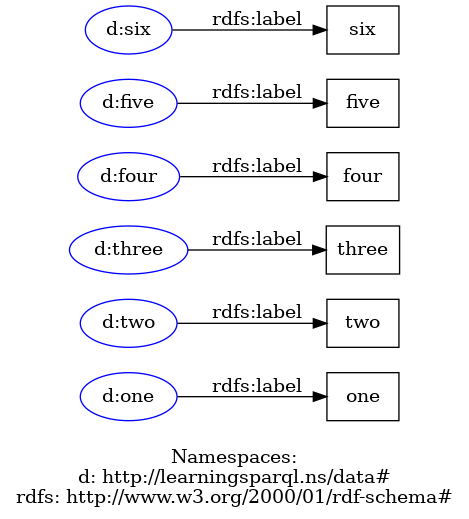 d:six rdfs:label six
d:five rdfs:label five
d:four rdfs:label four
d:three rdfs:label three
d:two rdfs:label two
d:one rdfs:label one
Namespaces:
d: http://learningsparql.ns/data#
rdfs: http://www.w3.org/2000/01/rdf-schema#